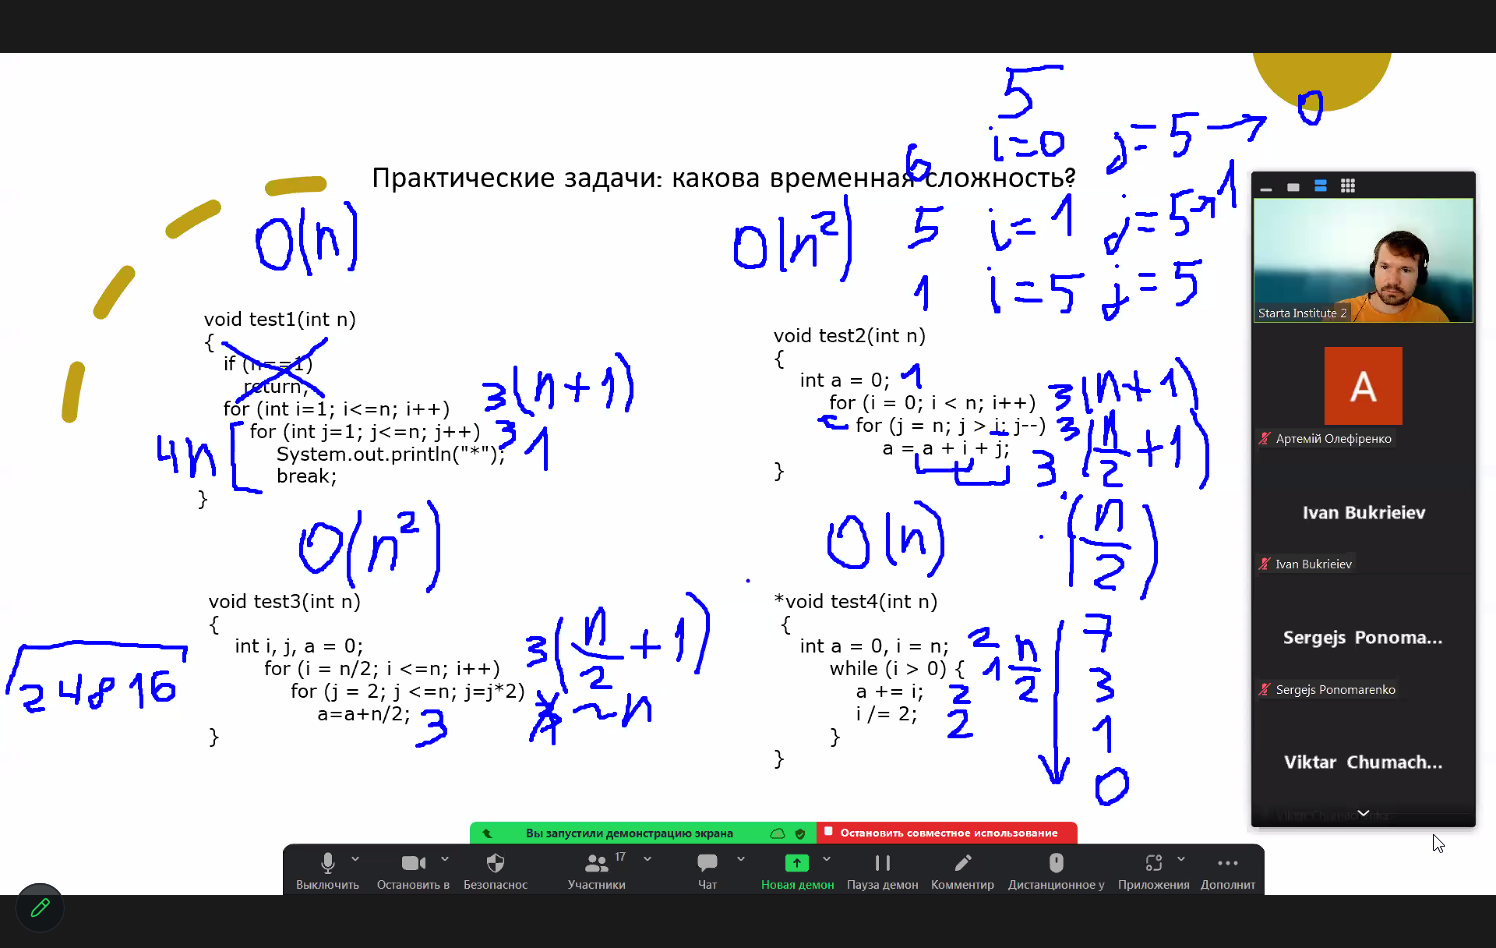 5
i=0 j=5 → 0
Практические задачи: какова временная сложность?
6
O(n)
O(n²)
5 i=1 j=5 → 1
1 i=5 j=5
void test1(int n)
{
if (n==1)
return;
for (int i=1; i<=n; i++) 3(n+1)
for (int j=1; j<=n; j++) 3
System.out.println("*"); 1
break;
}
4n
void test2(int n)
{
int a = 0; 1
for (i = 0; i < n; i++) 3(n+1)
for (j = n; j > i; j--) 3(n/2+1)
a = a + i + j; 3·(n/2)
}
O(n²)
void test3(int n)
{
int i, j, a = 0;
for (i = n/2; i <=n; i++) 3(n/2+1)
for (j = 2; j <=n; j=j*2)
a=a+n/2; 3
}
~n
2 4 8 16
O(n)
*void test4(int n)
{
int a = 0, i = n; 2
while (i > 0) { 1 n/2
a += i; 2
i /= 2; 2
}
}
7
3
1
0
Starta Institute 2
A
Артемій Олефіренко
Ivan Bukrieiev
Ivan Bukrieiev
Sergejs Ponoma...
Sergejs Ponomarenko
Viktar Chumach...
Вы запустили демонстрацию экрана
Остановить совместное использование
17
Выключить
Остановить в
Безопаснос
Участники
Чат
Новая демон
Пауза демон
Комментир
Дистанционное у
Приложения
Дополнит